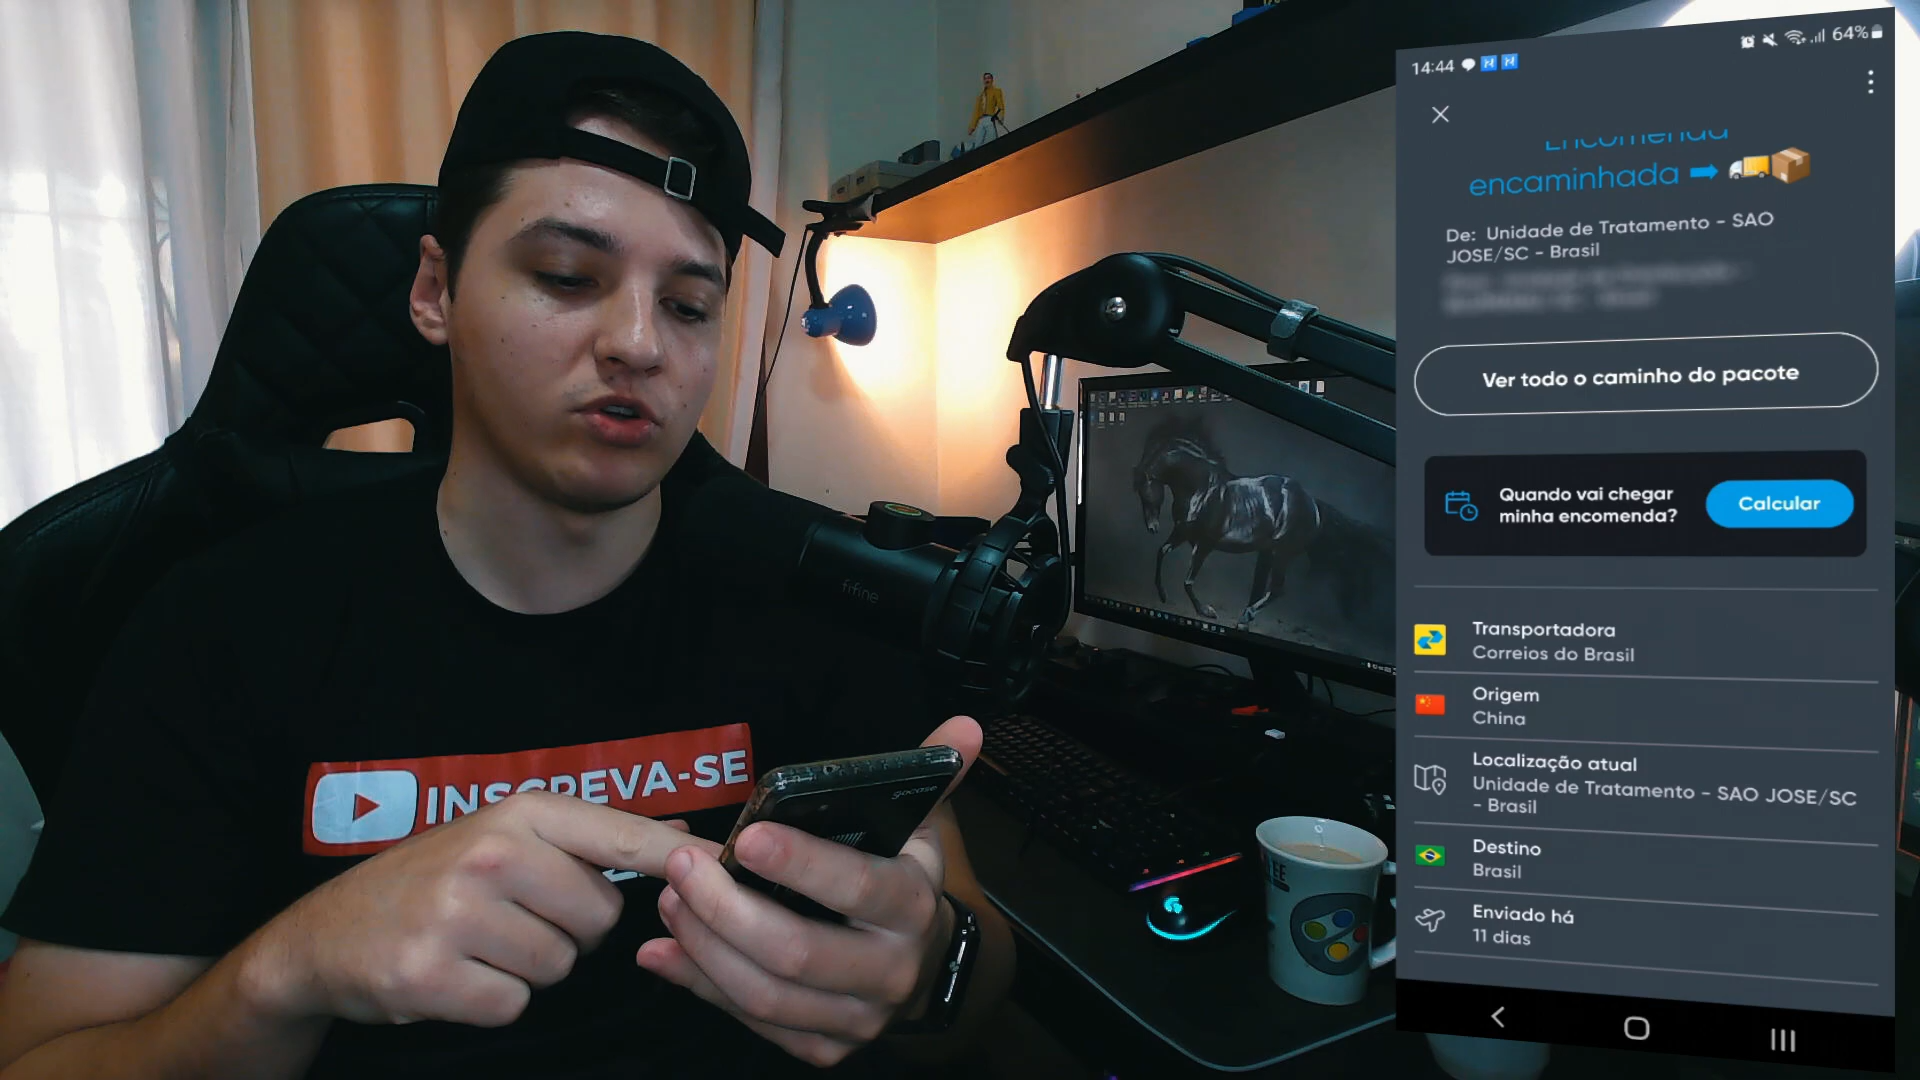 14:44
64%
Encomenda
encaminhada
De: Unidade de Tratamento - SAO
JOSE/SC - Brasil
Ver todo o caminho do pacote
Quando vai chegar
minha encomenda?
Calcular
Transportadora
Correios do Brasil
Origem
China
Localização atual
Unidade de Tratamento - SAO JOSE/SC
- Brasil
Destino
Brasil
Enviado há
11 dias
fifine
INSCREVA-SE
gocase